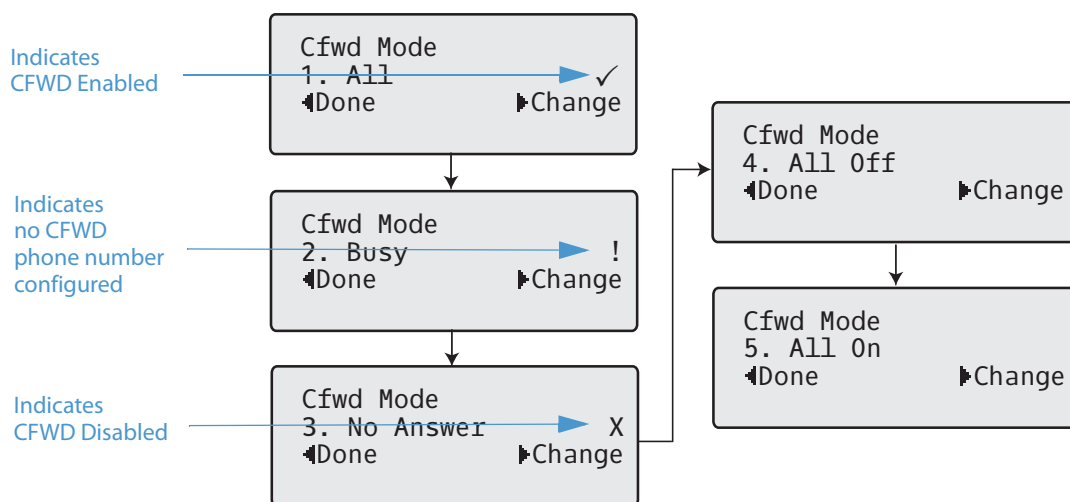 Indicates
CFWD Enabled
Cfwd Mode
1. All ✓
◀Done ▶Change
Indicates
no CFWD
phone number
configured
Cfwd Mode
2. Busy !
◀Done ▶Change
Indicates
CFWD Disabled
Cfwd Mode
3. No Answer X
◀Done ▶Change
Cfwd Mode
4. All Off
◀Done ▶Change
Cfwd Mode
5. All On
◀Done ▶Change